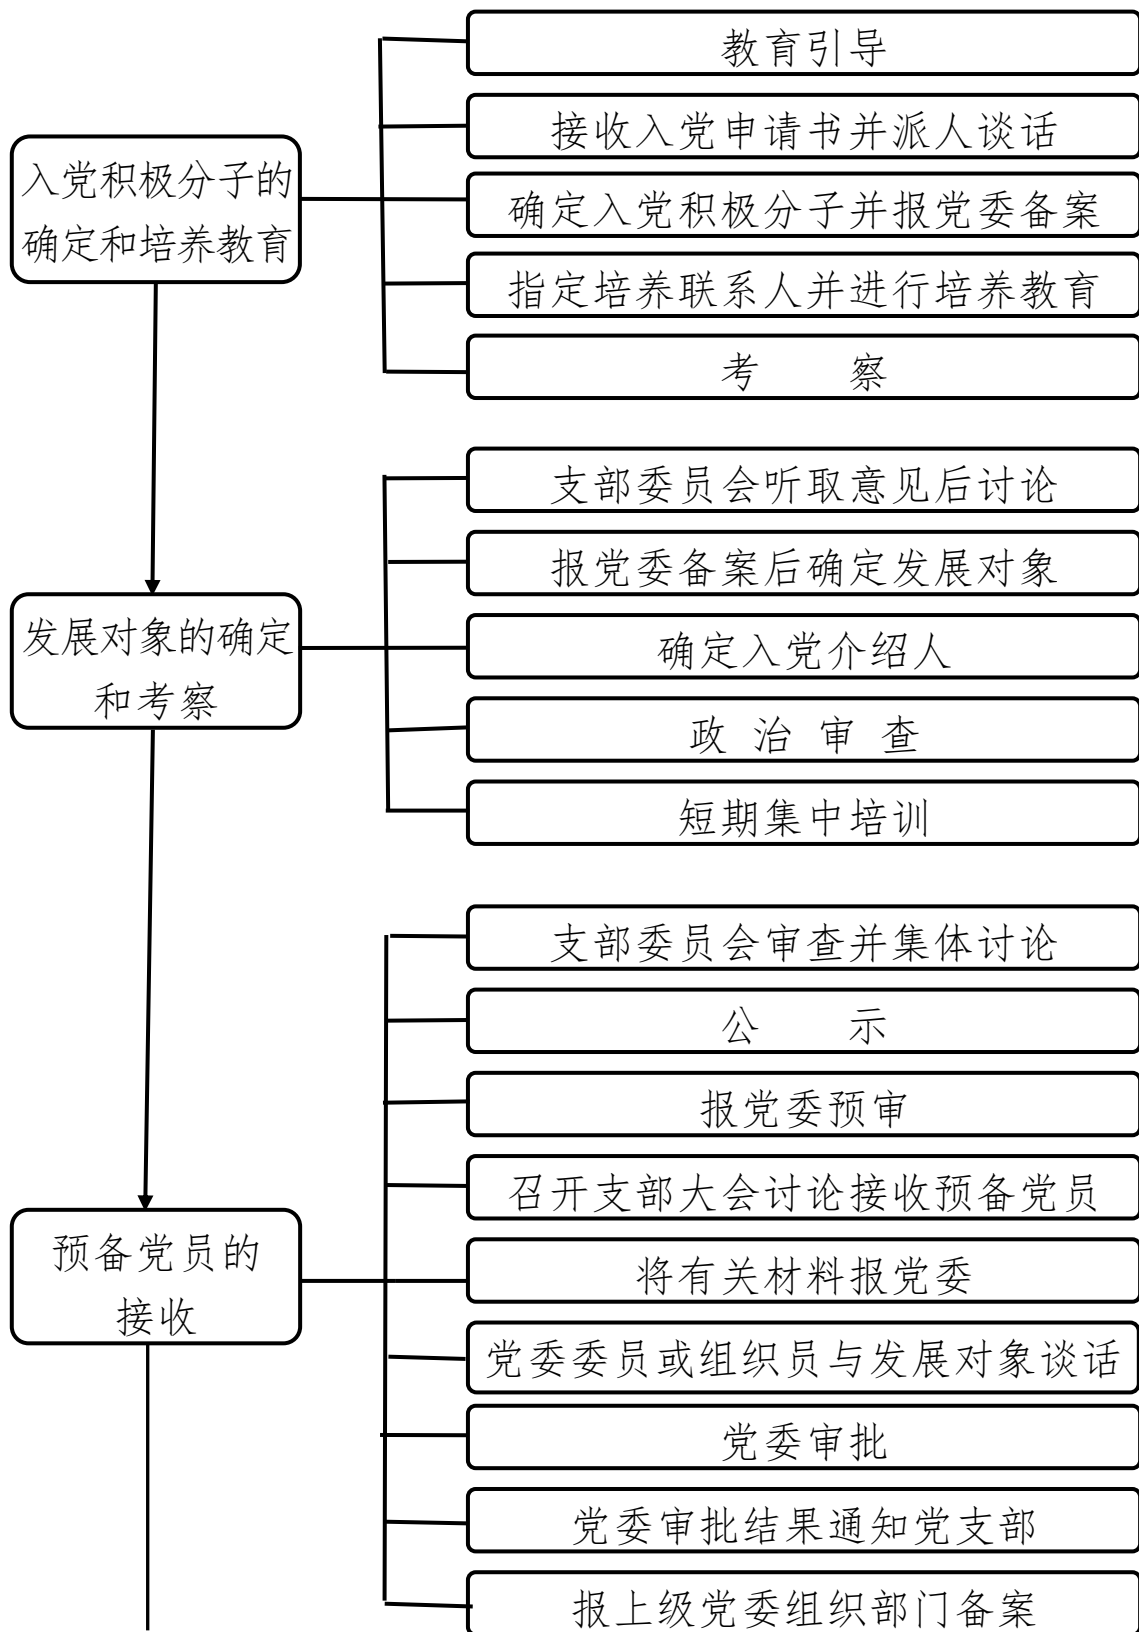 入党积极分子的
确定和培养教育
教育引导
接收入党申请书并派人谈话
确定入党积极分子并报党委备案
指定培养联系人并进行培养教育
考 察
发展对象的确定
和考察
支部委员会听取意见后讨论
报党委备案后确定发展对象
确定入党介绍人
政 治 审 查
短期集中培训
预备党员的
接收
支部委员会审查并集体讨论
公 示
报党委预审
召开支部大会讨论接收预备党员
将有关材料报党委
党委委员或组织员与发展对象谈话
党委审批
党委审批结果通知党支部
报上级党委组织部门备案